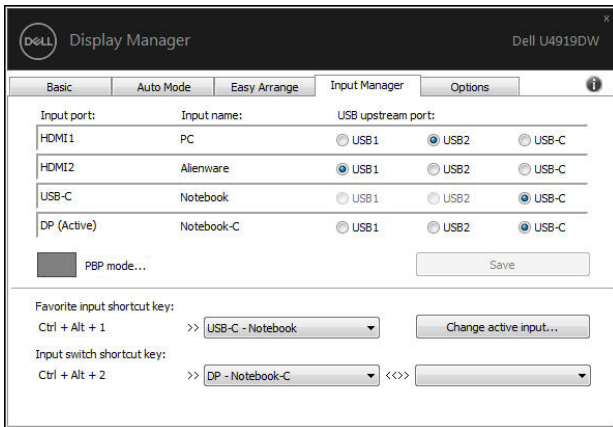 DELL Display Manager Dell U4919DW x
Basic Auto Mode Easy Arrange Input Manager Options i
Input port: Input name: USB upstream port:
HDMI1 PC USB1 USB2 USB-C
HDMI2 Alienware USB1 USB2 USB-C
USB-C Notebook USB1 USB2 USB-C
DP (Active) Notebook-C USB1 USB2 USB-C
PBP mode... Save
Favorite input shortcut key:
Ctrl + Alt + 1 >> USB-C - Notebook Change active input...
Input switch shortcut key:
Ctrl + Alt + 2 >> DP - Notebook-C <<>>